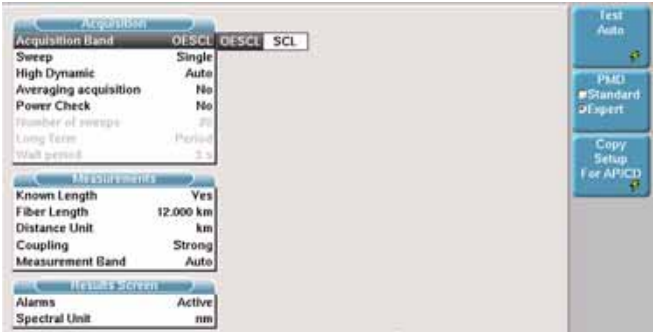 Acquisition
Acquisition Band OESCL OESCL SCL
Sweep Single
High Dynamic Auto
Averaging acquisition No
Power Check No
Number of sweeps 20
Long Term Period
Wait period
Measurements
Known Length Yes
Fiber Length 12.000 km
Distance Unit km
Coupling Strong
Measurement Band Auto
Results Screen
Alarms Active
Spectral Unit nm
Test
Auto
PMD
Standard
Expert
Copy
Setup
For AP/CD